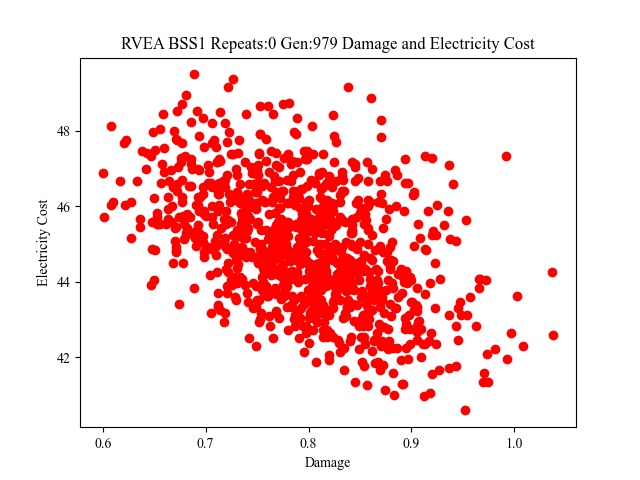 RVEA BSS1 Repeats:0 Gen:979 Damage and Electricity Cost
48
46
44
42
Electricity Cost
0.6 0.7 0.8 0.9 1.0
Damage